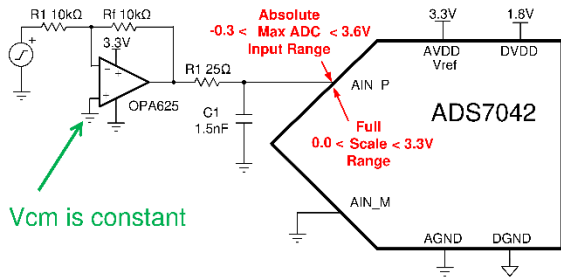 R1 10kΩ
Rf 10kΩ
3.3V
-
+
+
-
OPA625
R1 25Ω
C1
1.5nF
Absolute
-0.3 < Max ADC < 3.6V
Input Range
Full
0.0 < Scale < 3.3V
Range
3.3V
1.8V
AVDD
Vref
DVDD
AIN_P
ADS7042
AIN_M
AGND
DGND
Vcm is constant